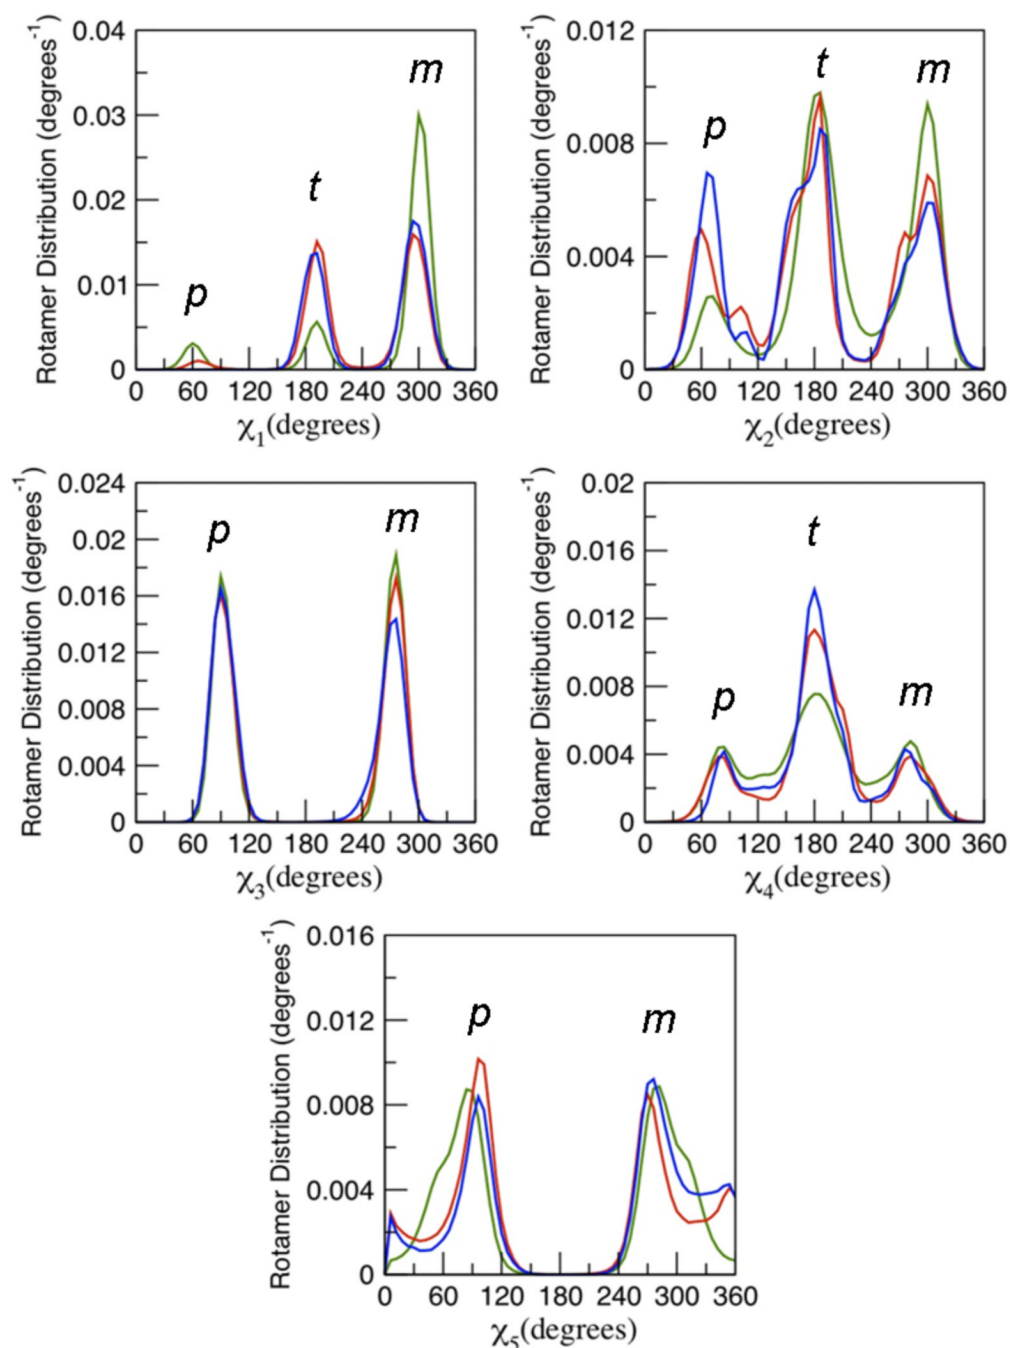 Rotamer Distribution (degrees⁻¹)
0.04
0.03
0.02
0.01
0
p
t
m
0 60 120 180 240 300 360
χ₁(degrees)
Rotamer Distribution (degrees⁻¹)
0.012
0.008
0.004
0
p
t
m
0 60 120 180 240 300 360
χ₂(degrees)
Rotamer Distribution (degrees⁻¹)
0.024
0.02
0.016
0.012
0.008
0.004
0
p
m
0 60 120 180 240 300 360
χ₃(degrees)
Rotamer Distribution (degrees⁻¹)
0.02
0.016
0.012
0.008
0.004
0
p
t
m
0 60 120 180 240 300 360
χ₄(degrees)
Rotamer Distribution (degrees⁻¹)
0.016
0.012
0.008
0.004
0
p
m
0 60 120 180 240 300 360
χ₅(degrees)